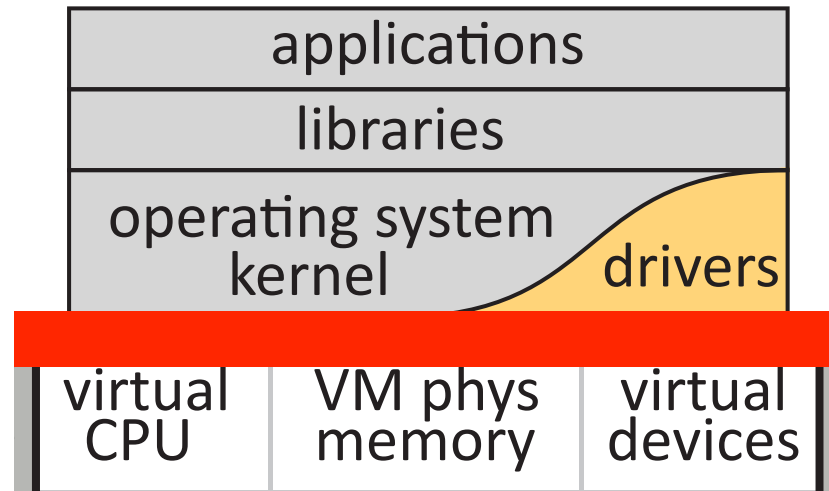 applications
libraries
operating system
kernel
drivers
virtual
CPU
VM phys
memory
virtual
devices